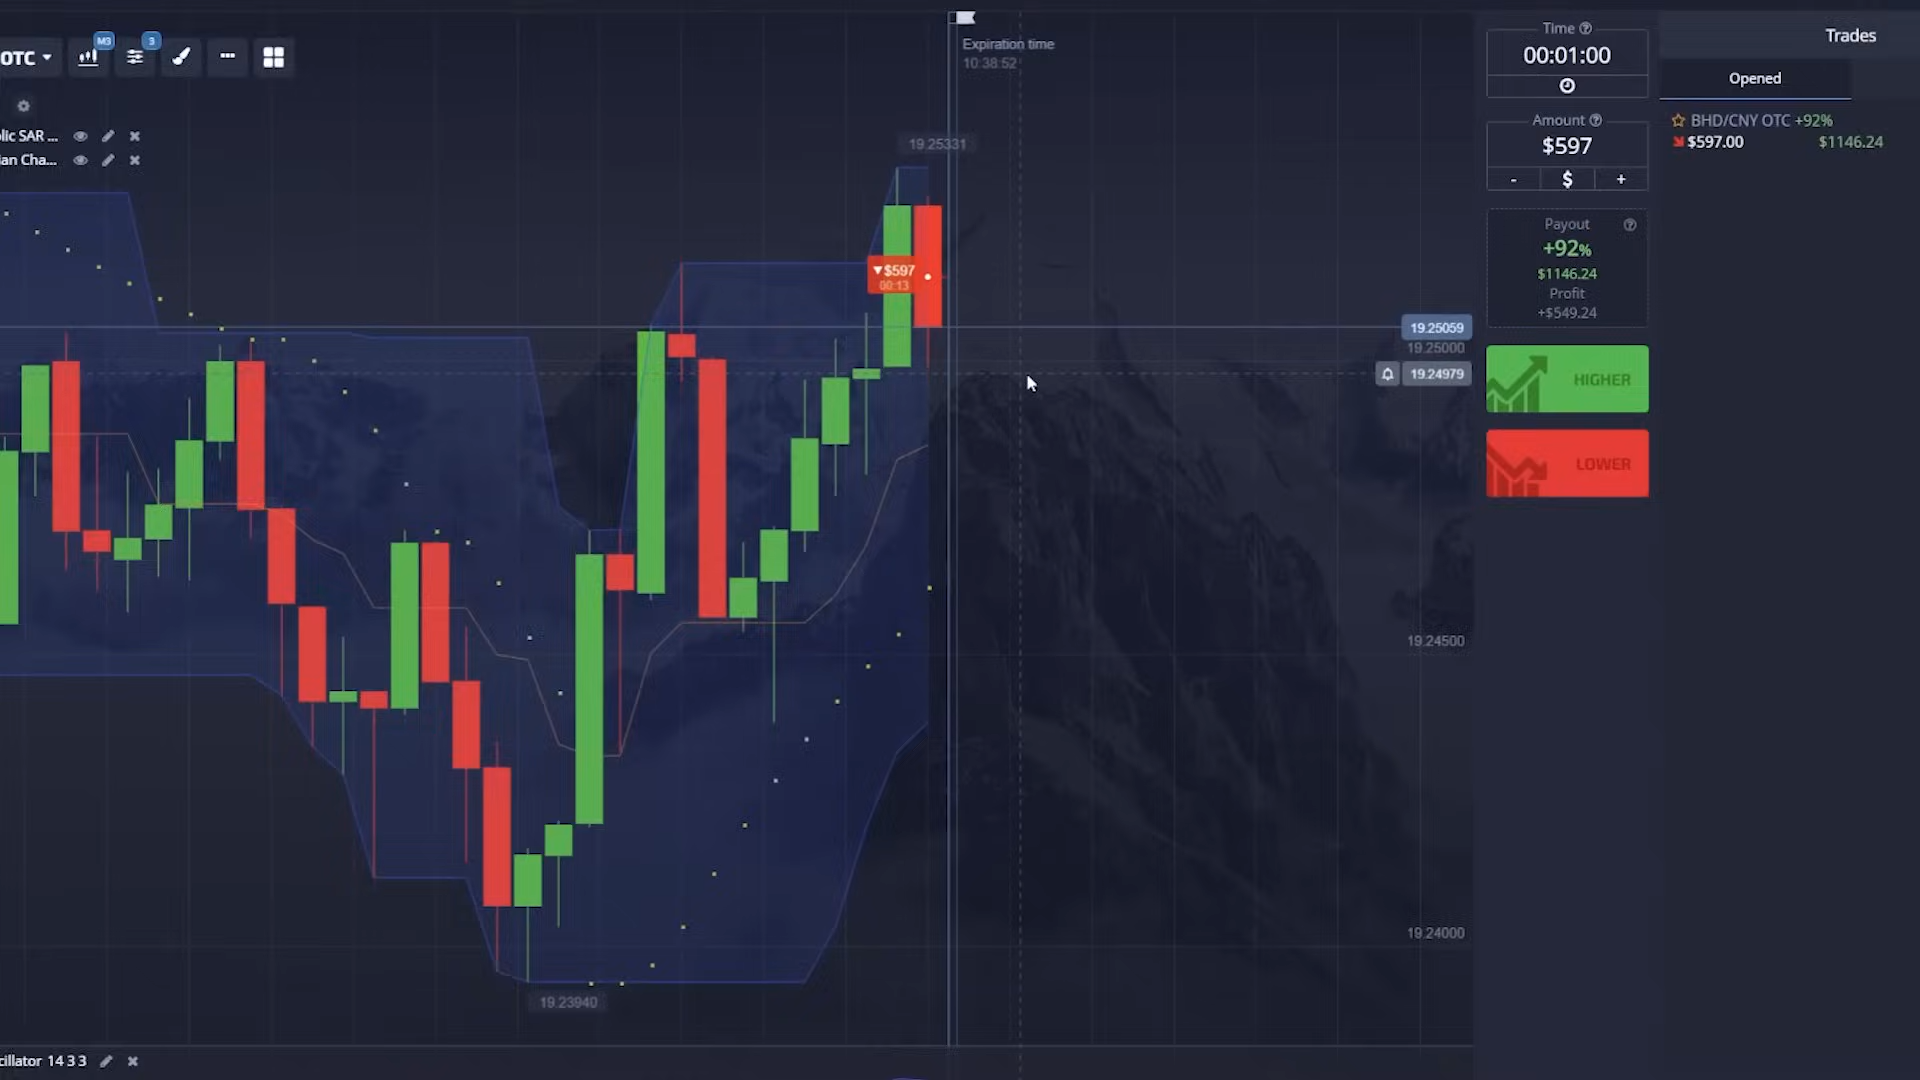 OTC
M3
3
lic SAR ...
ian Cha...
Expiration time
10:38:52
19.25331
▼$597
00:13
19.25059
19.25000
19.24979
19.24500
19.24000
19.23940
cillator 14 3 3
Time
00:01:00
Amount
$597
- $ +
Payout
+92%
$1146.24
Profit
+$549.24
HIGHER
LOWER
Trades
Opened
BHD/CNY OTC +92%
$597.00 $1146.24